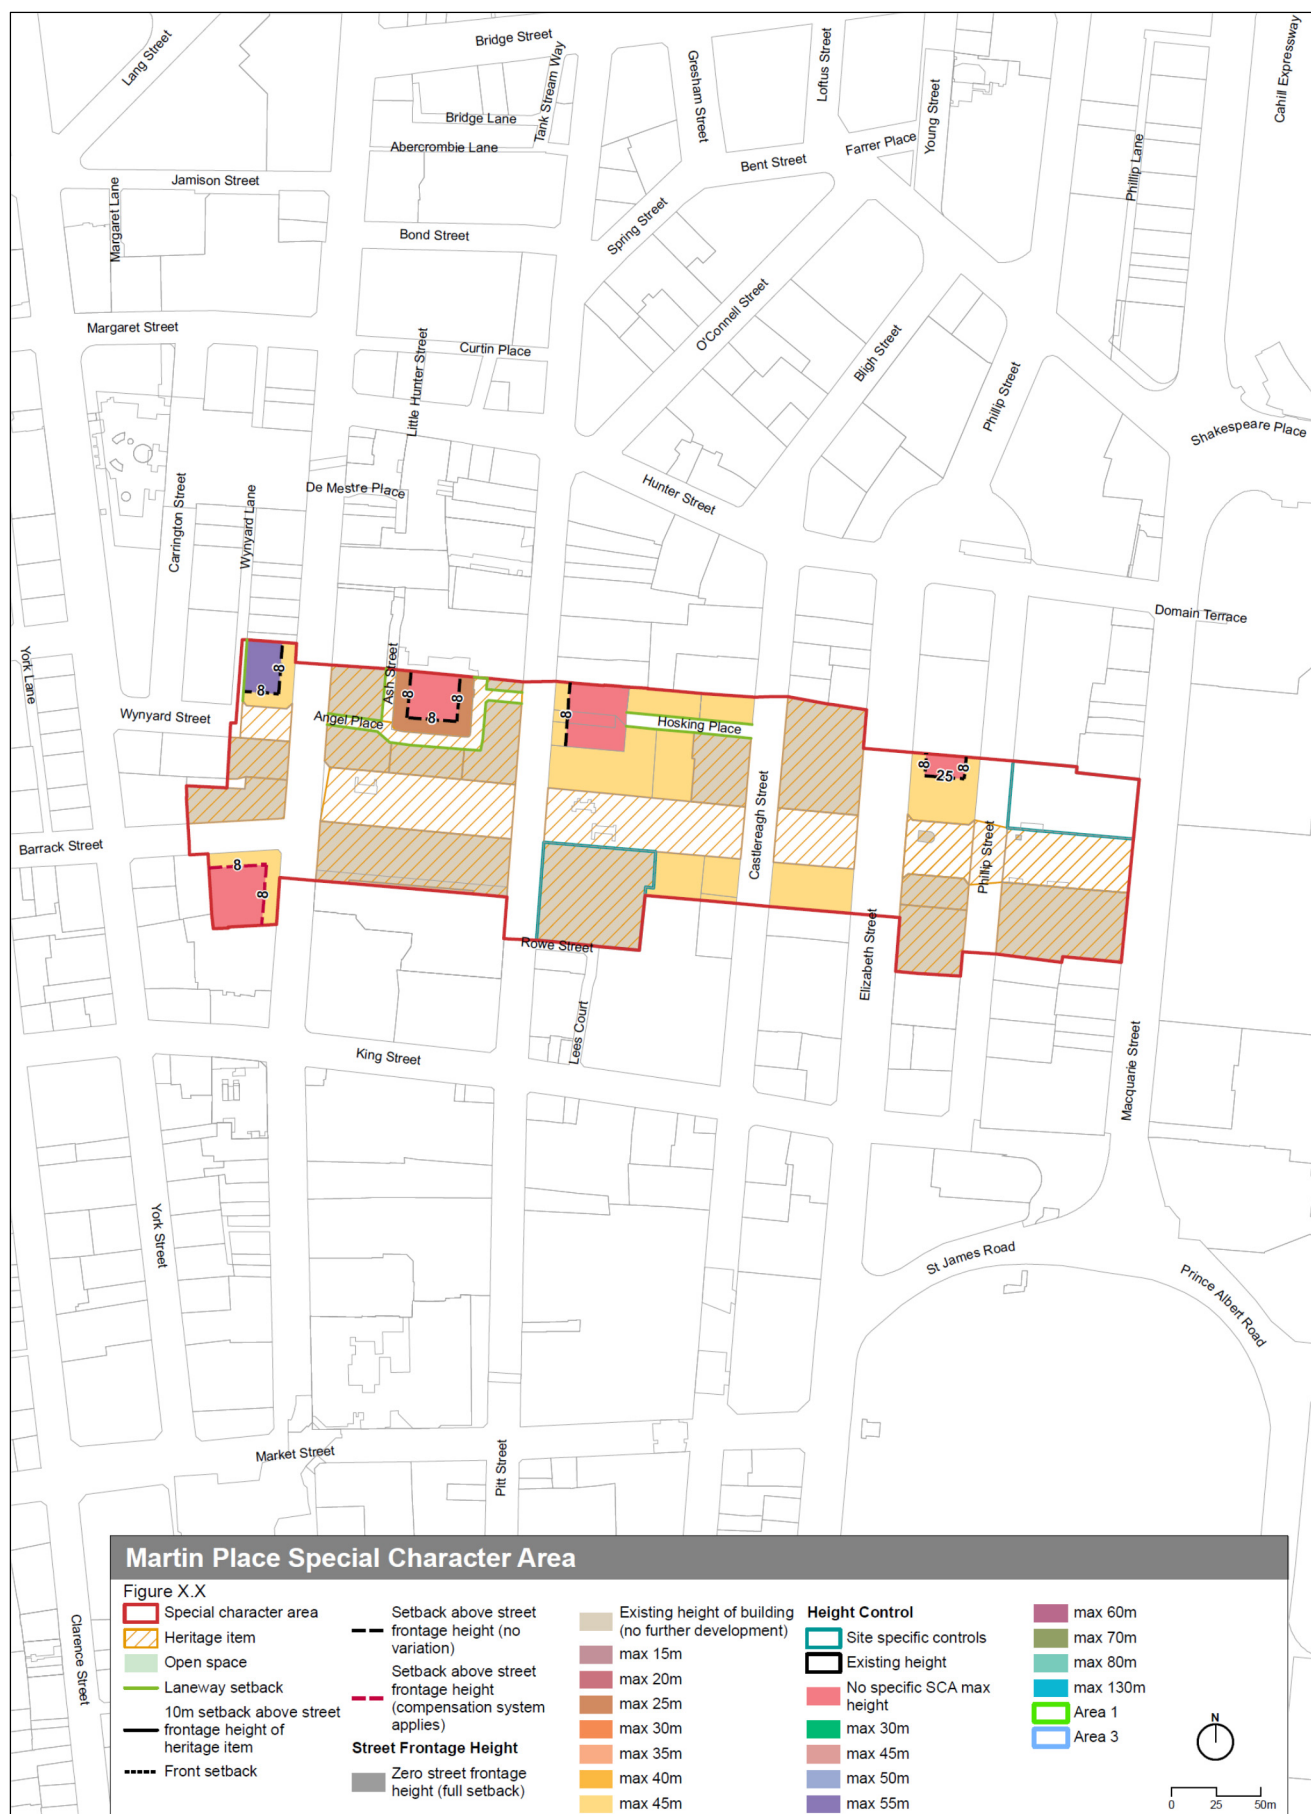 Bridge Street
Lang Street
Tank Stream Way
Gresham Street
Loftus Street
Cahill Expressway
Bridge Lane
Young Street
Abercrombie Lane
Farrer Place
Phillip Lane
Bent Street
Jamison Street
Margaret Lane
Spring Street
Bond Street
O'Connell Street
Margaret Street
Little Hunter Street
Curtin Place
Bligh Street
Phillip Street
Shakespeare Place
De Mestre Place
Hunter Street
Carrington Street
Wynyard Lane
Domain Terrace
York Lane
Ash Street
8
8
8
8
8
8
Wynyard Street
Angel Place
Hosking Place
8
8
25
Castlereagh Street
Phillip Street
Barrack Street
8
8
Rowe Street
Elizabeth Street
Lees Court
King Street
Macquarie Street
York Street
St James Road
Prince Albert Road
Market Street
Pitt Street
Clarence Street
Martin Place Special Character Area
Figure X.X
Special character area
Heritage item
Open space
Laneway setback
10m setback above street
frontage height of
heritage item
Front setback
Setback above street
frontage height (no
variation)
Setback above street
frontage height
(compensation system
applies)
Street Frontage Height
Zero street frontage
height (full setback)
Existing height of building
(no further development)
max 15m
max 20m
max 25m
max 30m
max 35m
max 40m
max 45m
Height Control
Site specific controls
Existing height
No specific SCA max
height
max 30m
max 45m
max 50m
max 55m
max 60m
max 70m
max 80m
max 130m
Area 1
Area 3
N
0 25 50m